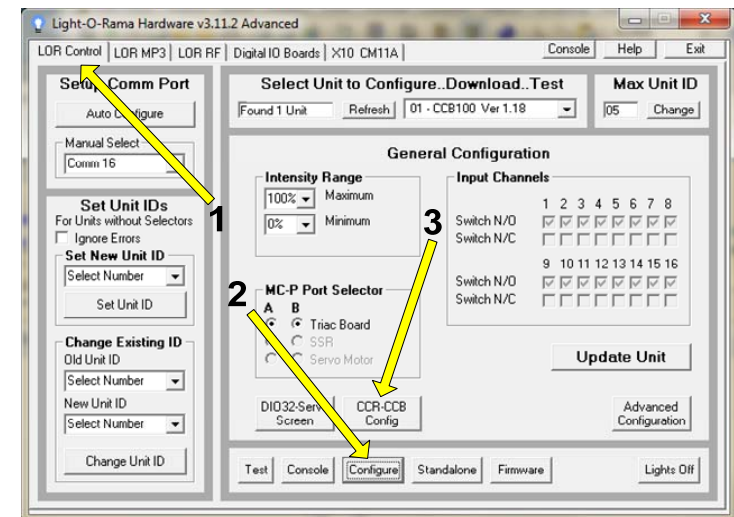 Light-O-Rama Hardware v3.11.2 Advanced
LOR Control LOR MP3 LOR RF Digital IO Boards X10 CM11A Console Help Exit
Setup Comm Port
Auto Configure
Manual Select
Comm 16
Set Unit IDs
For Units without Selectors
Ignore Errors
Set New Unit ID
Select Number
Set Unit ID
Change Existing ID
Old Unit ID
Select Number
New Unit ID
Select Number
Change Unit ID
Select Unit to Configure..Download..Test
Found 1 Unit Refresh 01 - CCB100 Ver 1.18
Max Unit ID
05 Change
General Configuration
Intensity Range
100% Maximum
0% Minimum
Input Channels
1 2 3 4 5 6 7 8
Switch N/O
Switch N/C
9 10 11 12 13 14 15 16
Switch N/O
Switch N/C
MC-P Port Selector
A B
Triac Board
SSR
Servo Motor
Update Unit
DIO32-Servo
Screen
CCR-CCB
Config
Advanced
Configuration
Test Console Configure Standalone Firmware Lights Off
1
2
3